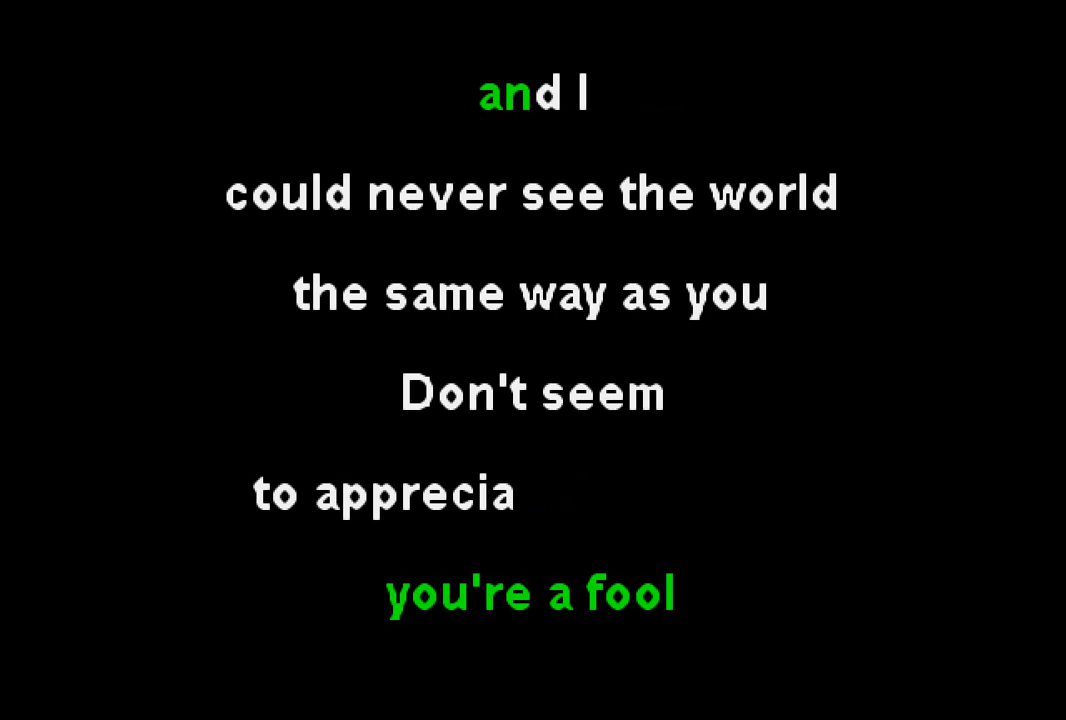 and I
could never see the world
the same way as you
Don't seem
to apprecia
you're a fool